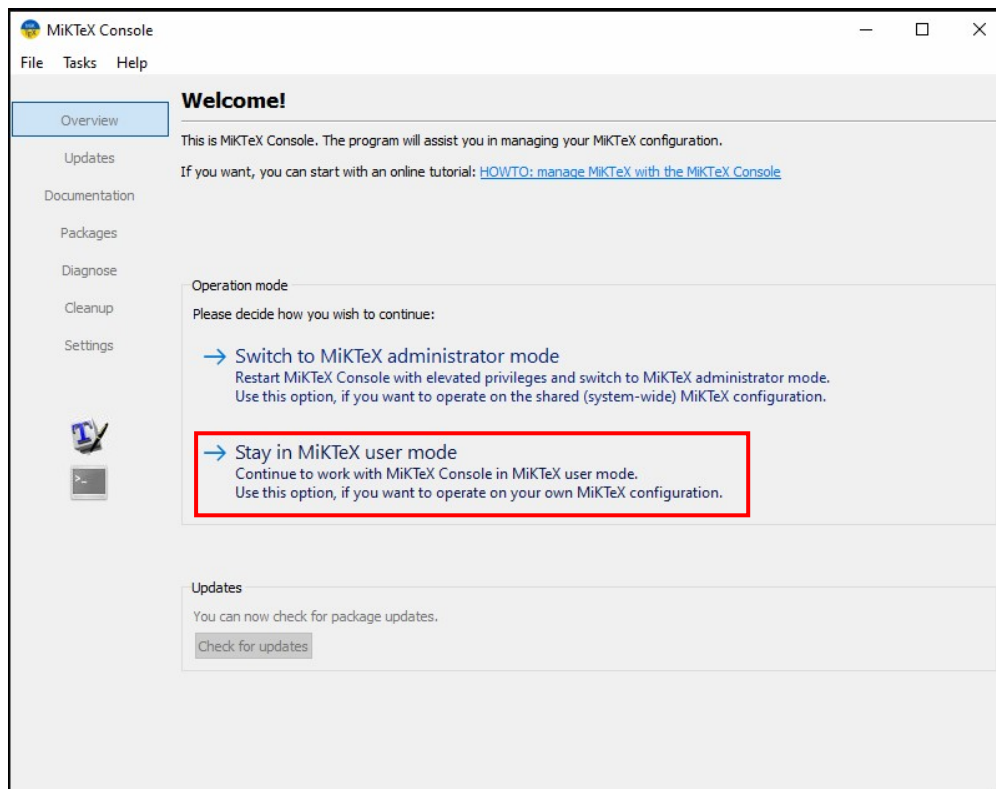 MiKTeX Console
File Tasks Help
Overview
Updates
Documentation
Packages
Diagnose
Cleanup
Settings
Welcome!
This is MiKTeX Console. The program will assist you in managing your MiKTeX configuration.
If you want, you can start with an online tutorial: HOWTO: manage MiKTeX with the MiKTeX Console
Operation mode
Please decide how you wish to continue:
Switch to MiKTeX administrator mode
Restart MiKTeX Console with elevated privileges and switch to MiKTeX administrator mode.
Use this option, if you want to operate on the shared (system-wide) MiKTeX configuration.
Stay in MiKTeX user mode
Continue to work with MiKTeX Console in MiKTeX user mode.
Use this option, if you want to operate on your own MiKTeX configuration.
Updates
You can now check for package updates.
Check for updates